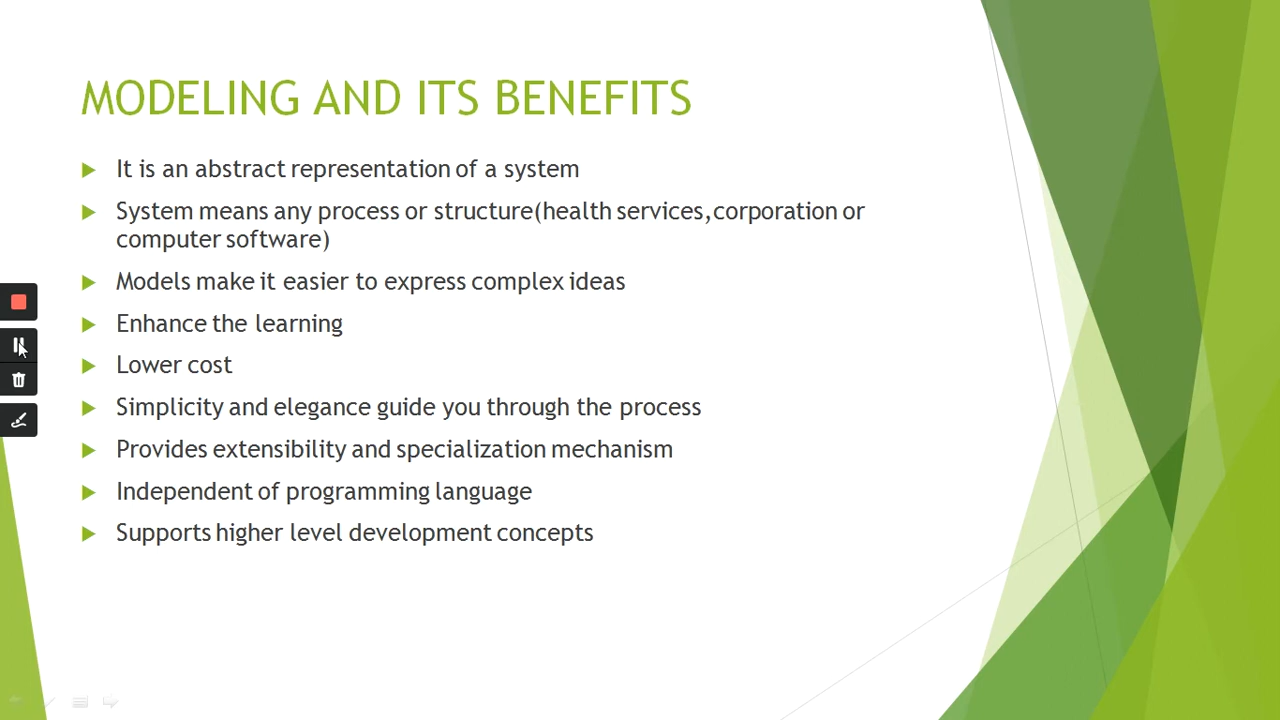 MODELING AND ITS BENEFITS
It is an abstract representation of a system
System means any process or structure(health services,corporation or
computer software)
Models make it easier to express complex ideas
Enhance the learning
Lower cost
Simplicity and elegance guide you through the process
Provides extensibility and specialization mechanism
Independent of programming language
Supports higher level development concepts